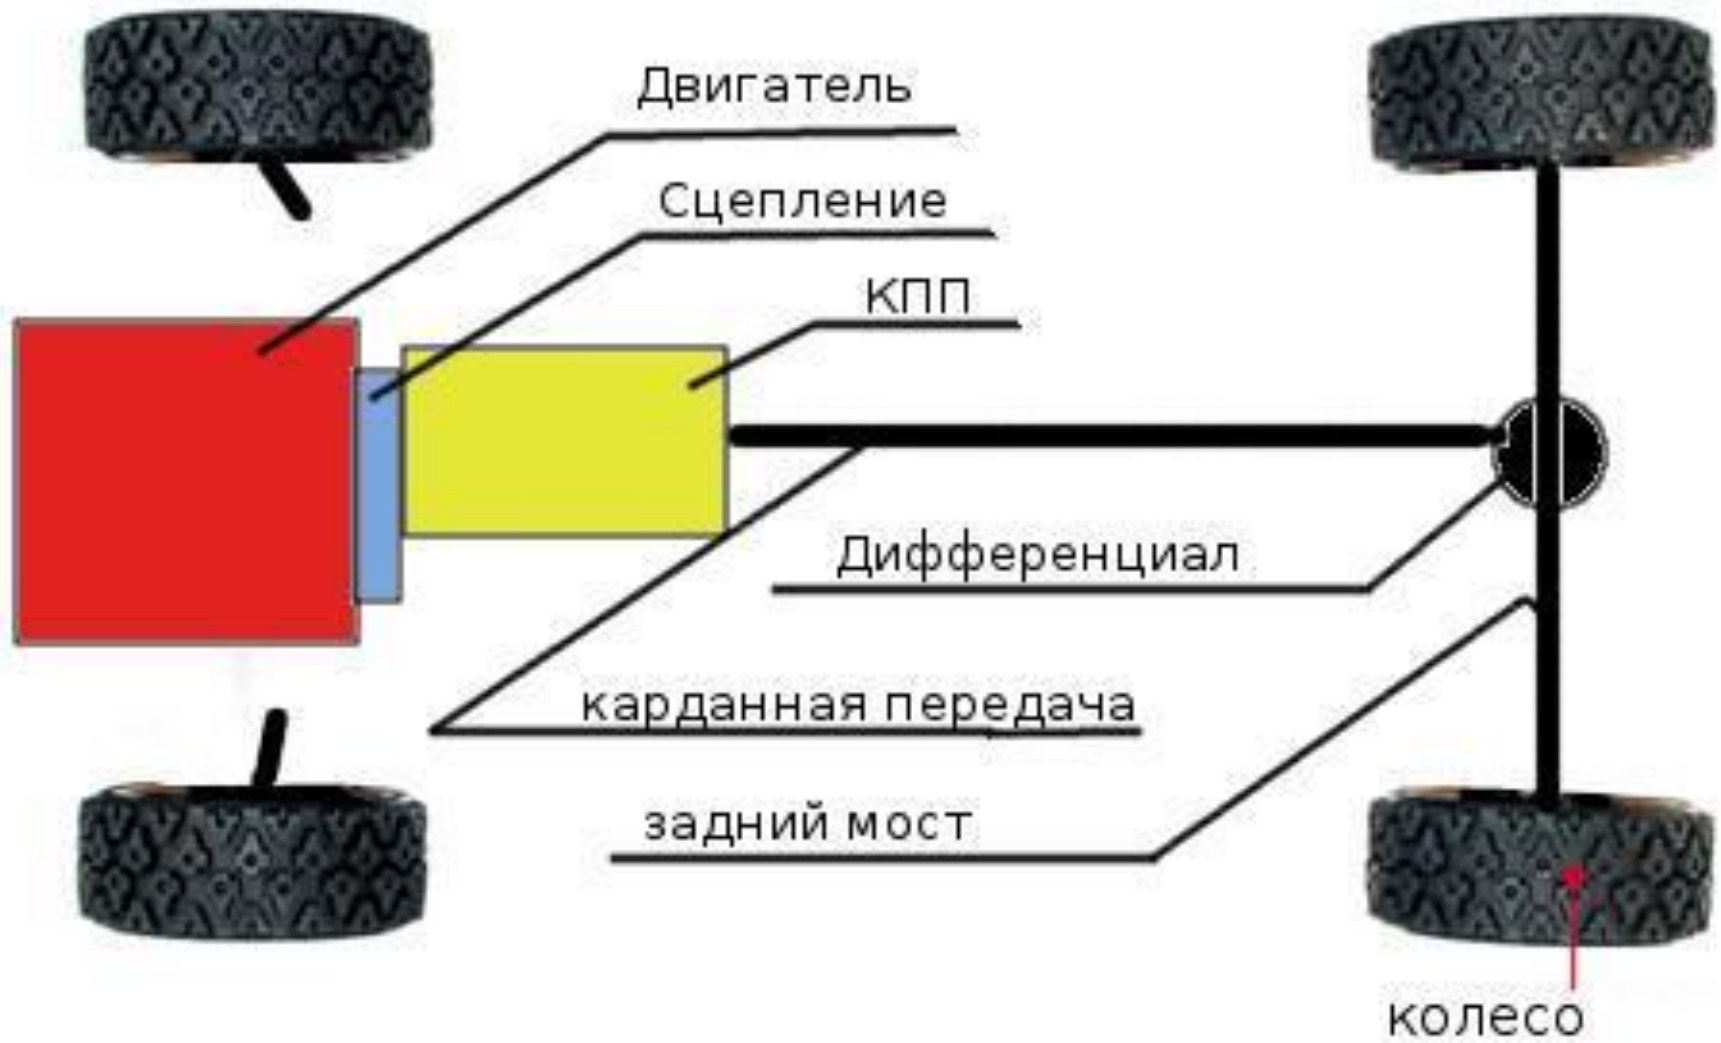 Двигатель
Сцепление
КПП
Дифференциал
карданная передача
задний мост
колесо